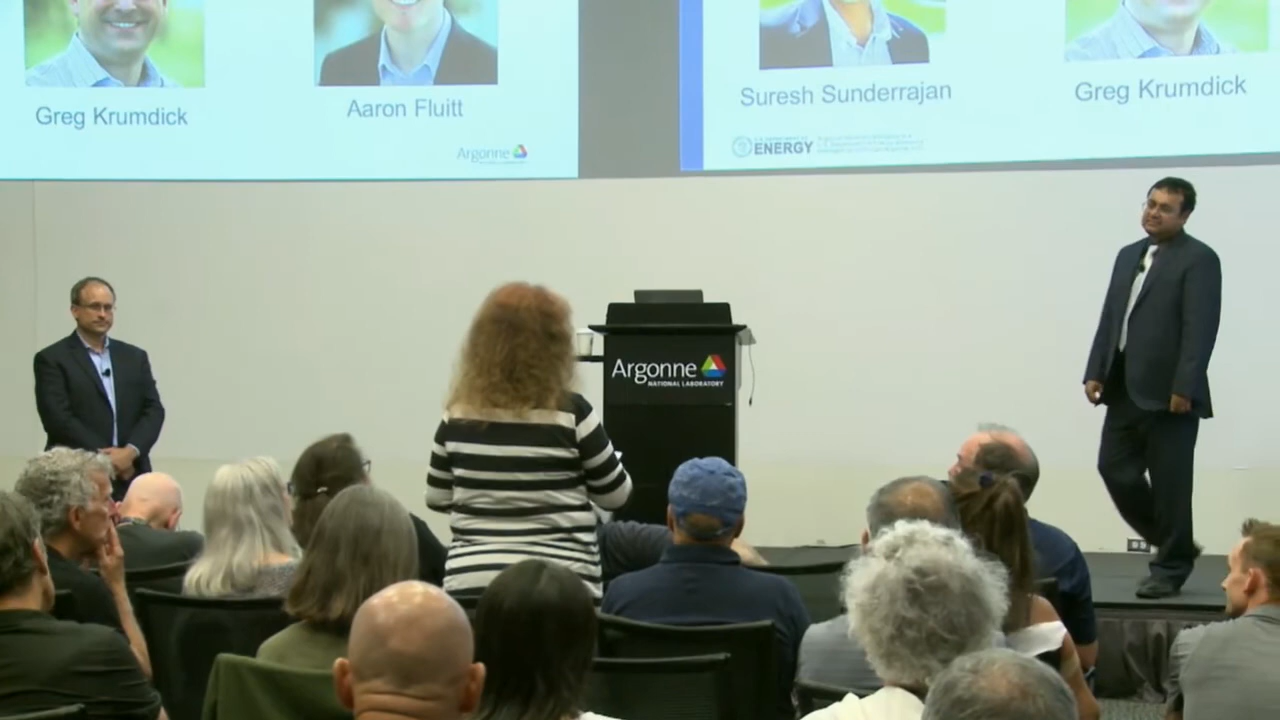 Greg Krumdick
Aaron Fluitt
Argonne
Suresh Sunderrajan
Greg Krumdick
ENERGY
Argonne
NATIONAL LABORATORY